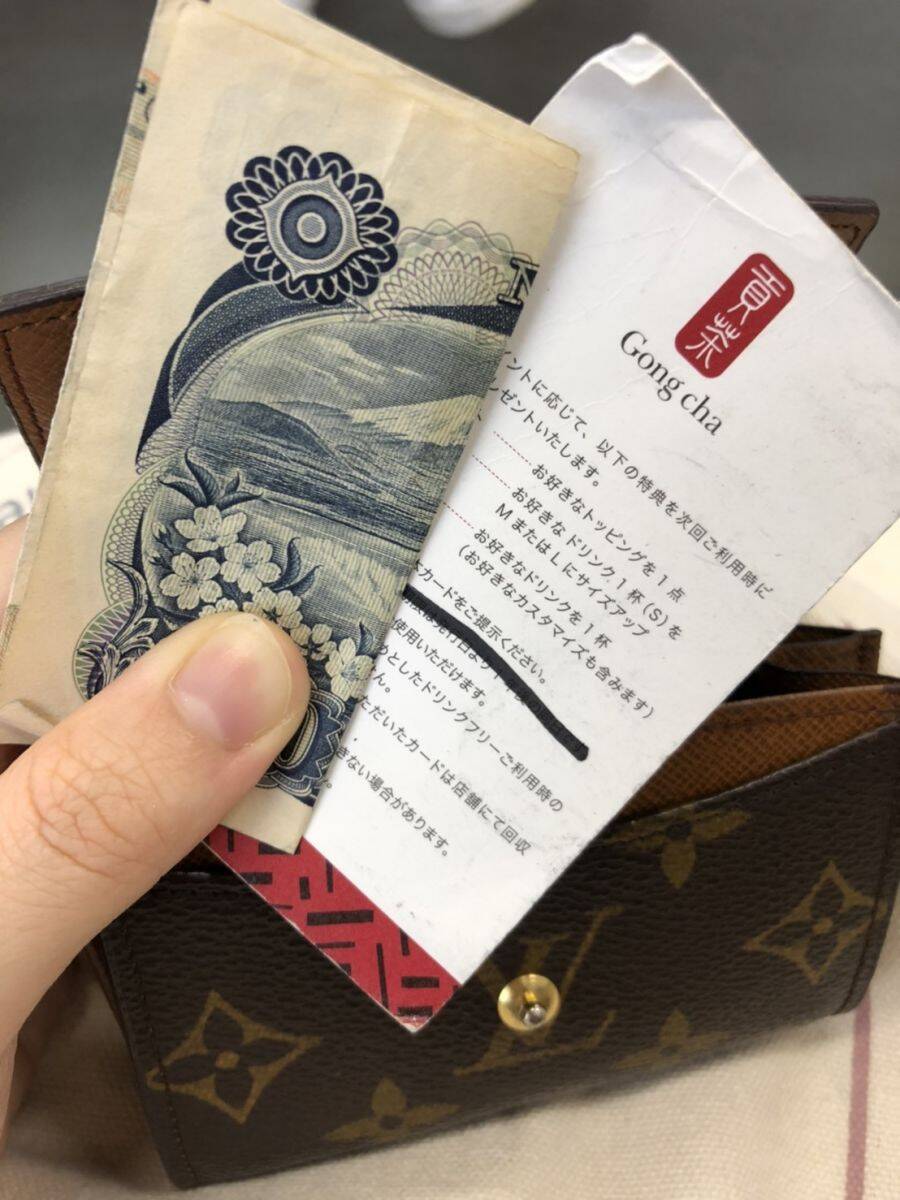 貢茶
Gong cha
イントに応じて、以下の特典を次回ご利用時に
ゼントいたします。
お好きなトッピングを1点
お好きなドリンク1杯(S)を
MまたはLにサイズアップ
お好きなドリンクを1杯
(お好きなカスタマイズも含みます)
カードをご提示ください。
使用いただけます。
としたドリンクフリーご利用時の
ん。
ただいたカードは店舗にて回収
きない場合があります。
N
0
LV